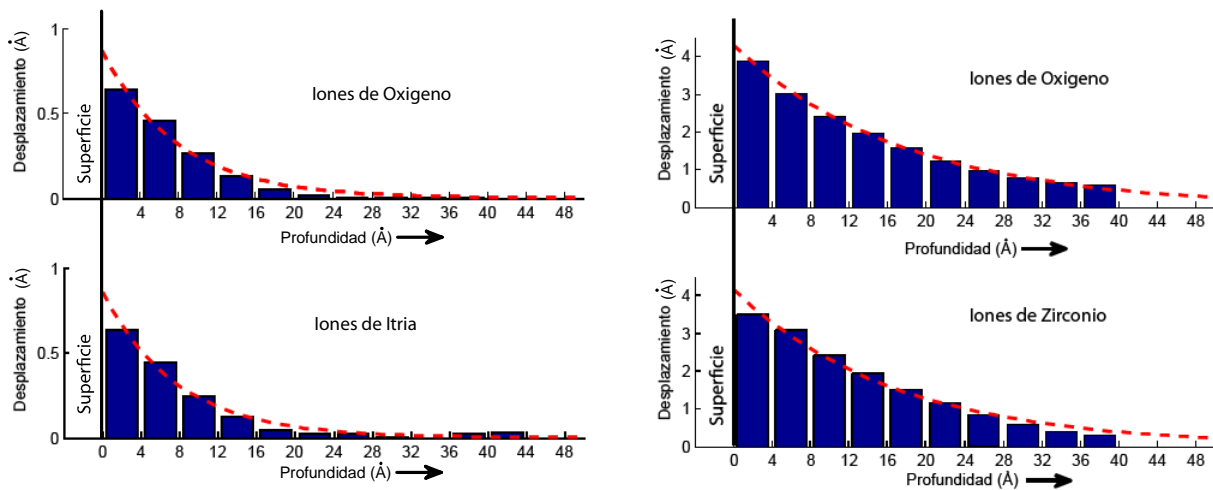 Desplazamiento (Å)
1
0.5
0
Superficie
Iones de Oxigeno
4 8 12 16 20 24 28 32 36 40 44 48
Profundidad (Å)
Desplazamiento (Å)
1
0.5
0
Superficie
Iones de Itria
0 4 8 12 16 20 24 28 32 36 40 44 48
Profundidad (Å)
Desplazamiento (Å)
4
3
2
1
0
Superficie
Iones de Oxigeno
4 8 12 16 20 24 28 32 36 40 44 48
Profundidad (Å)
Desplazamiento (Å)
4
3
2
1
0
Superficie
Iones de Zirconio
0 4 8 12 16 20 24 28 32 36 40 44 48
Profundidad (Å)